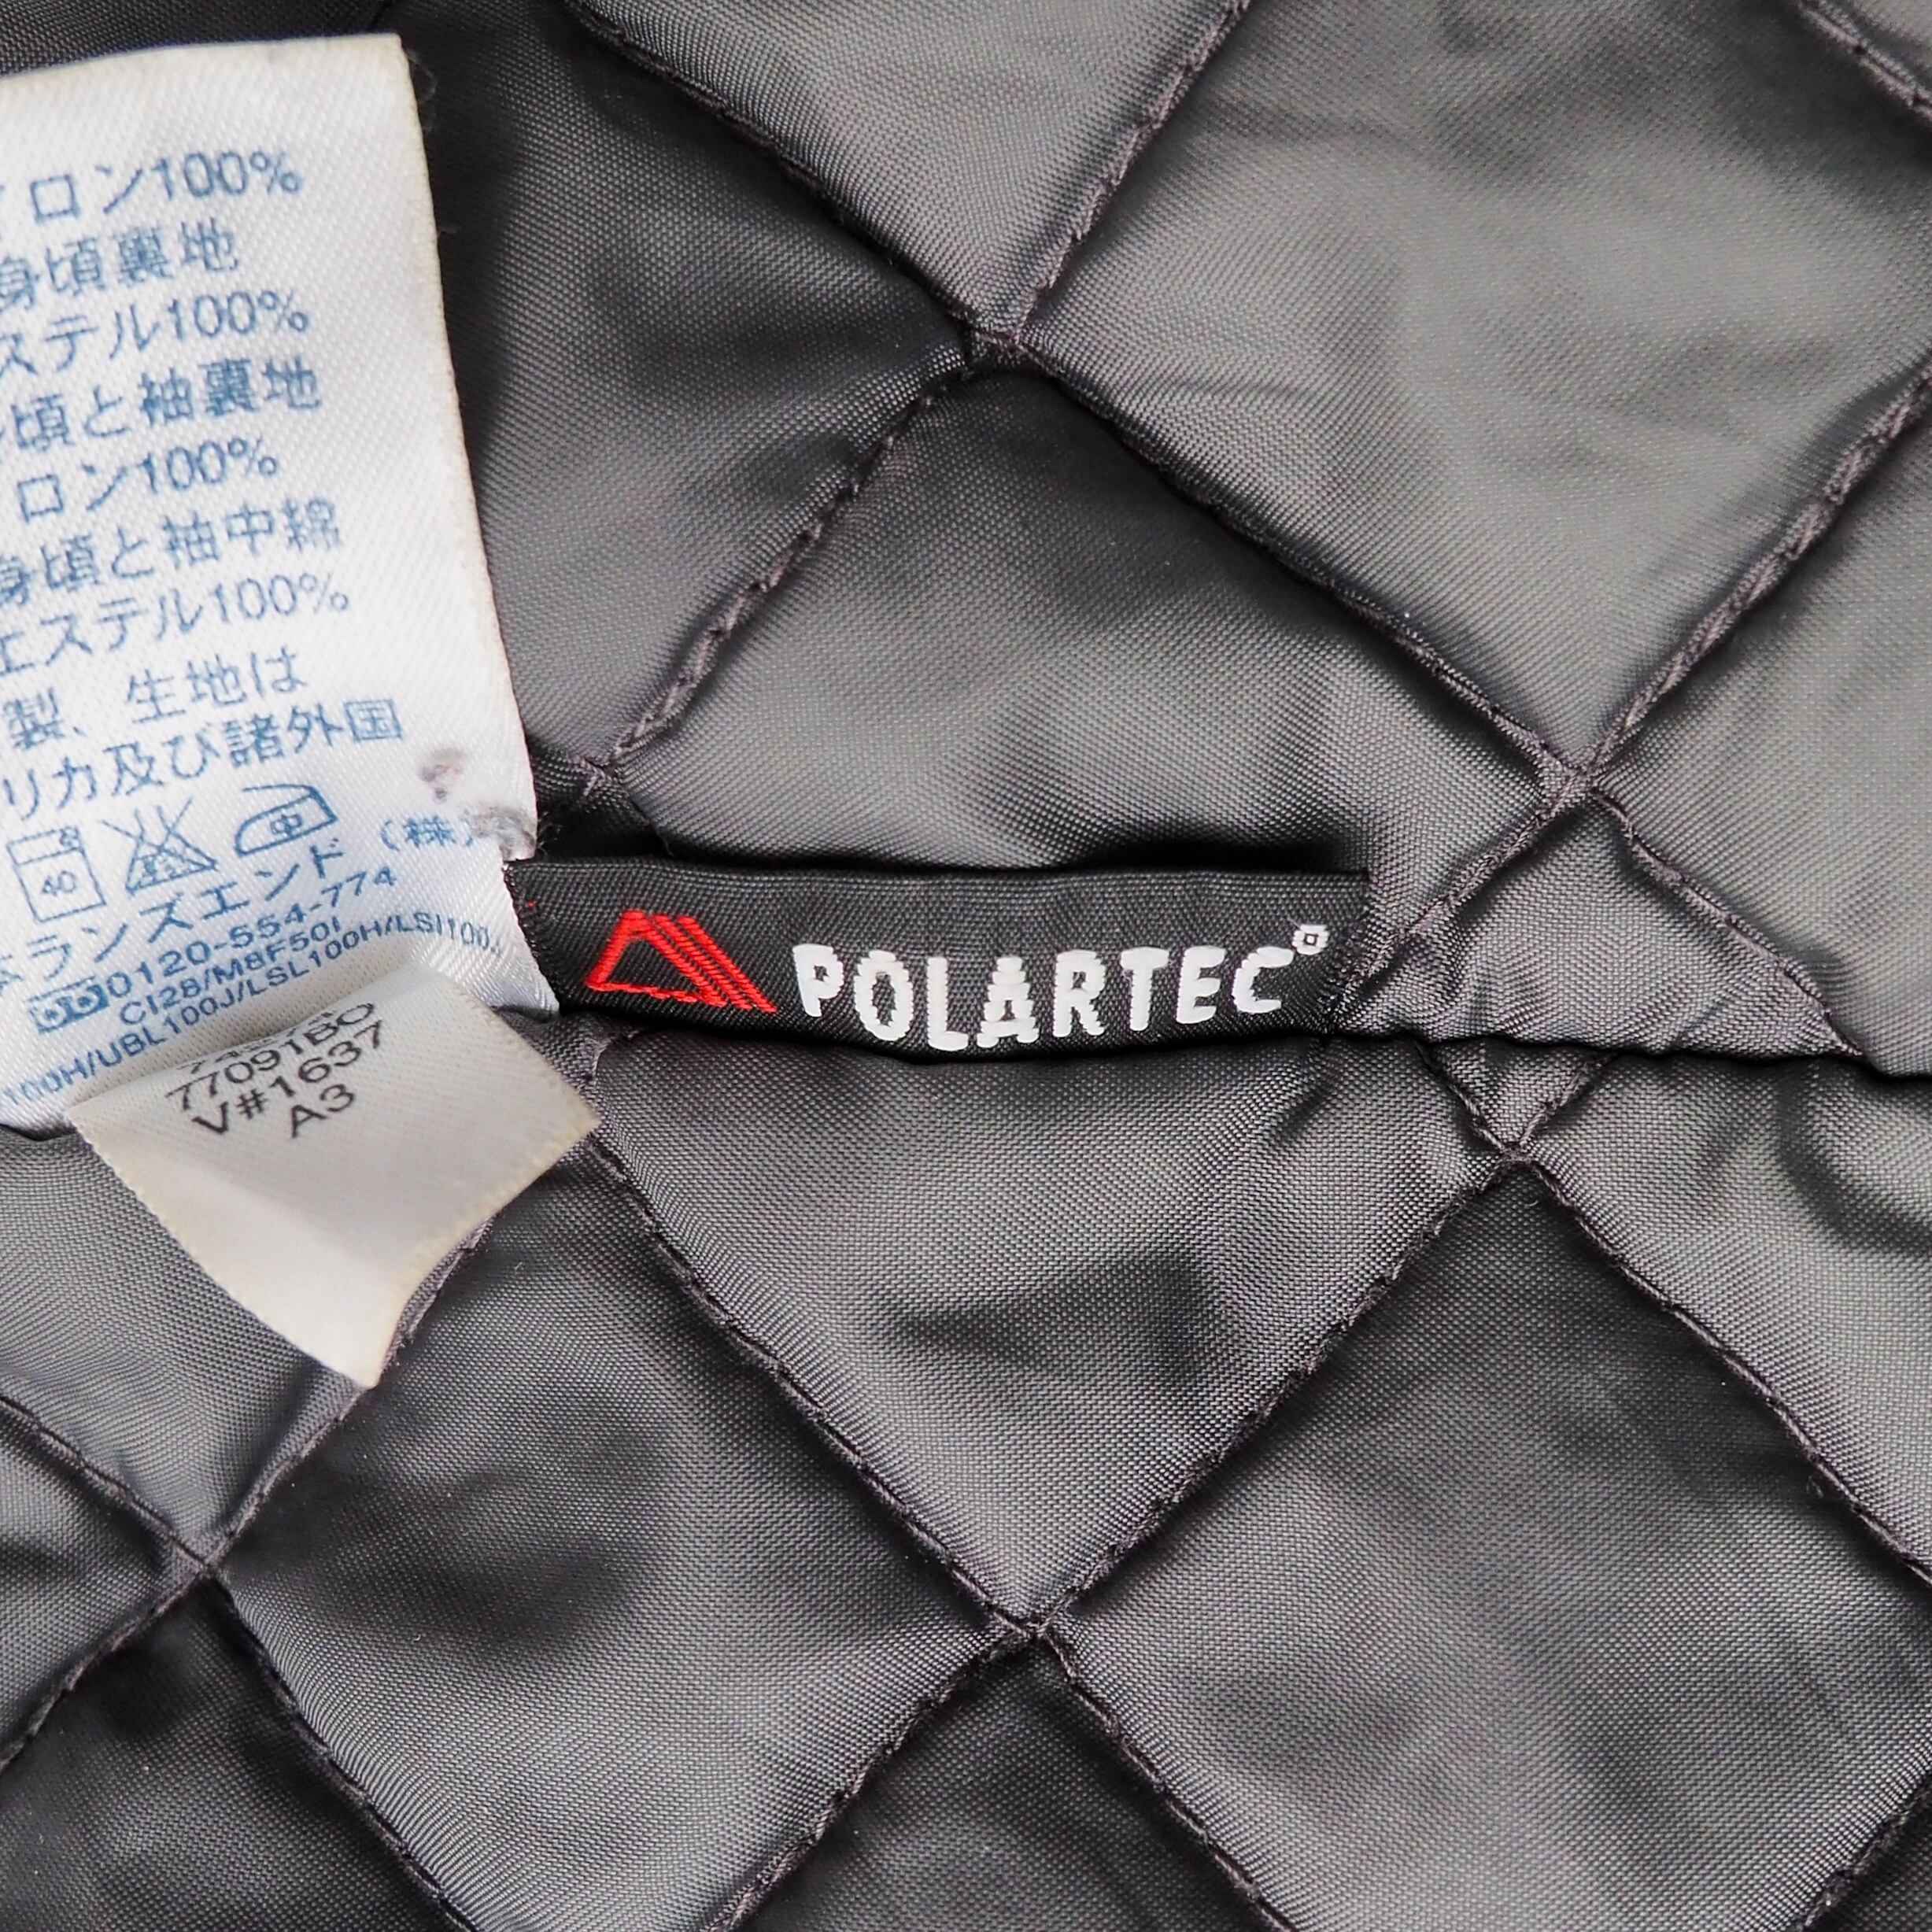 イロン100%
身頃裏地
ステル100%
頃と袖裏地
ロン100%
身頃と袖中綿
エステル100%
製、生地は
リカ及び諸外国
40
中
(株)
ランズエンド
0120-554-774
CI28/M8F50I
100H/UBL100J/LSL100H/LSI100J
77091BO
V#1637
A3
POLARTEC